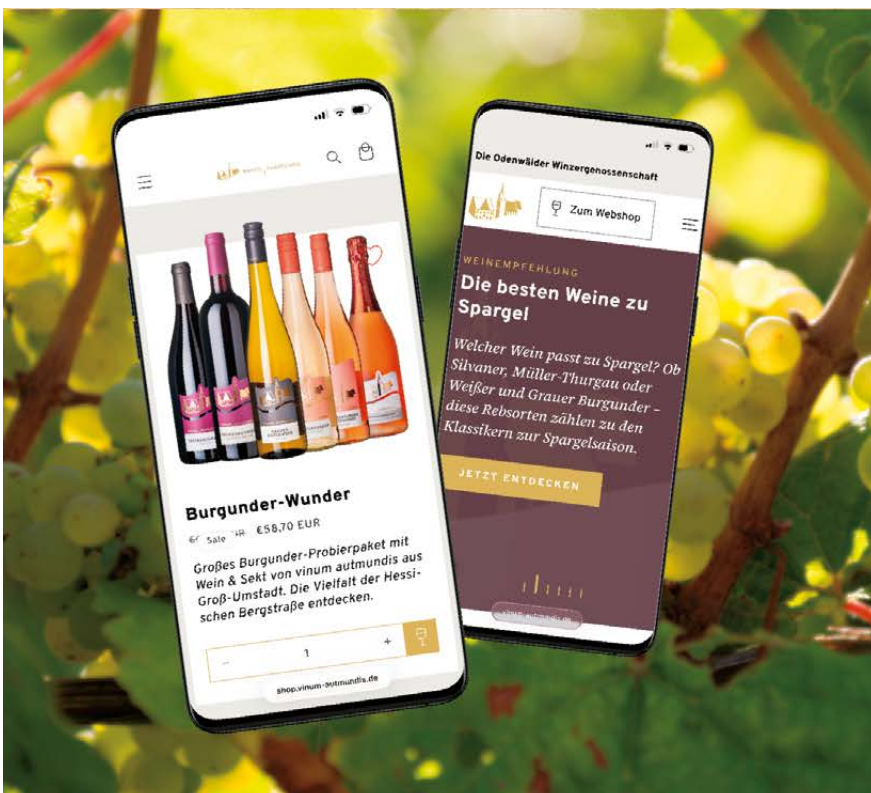 Burgunder-Wunder
Sale
€58,70 EUR
Großes Burgunder-Probierpaket mit
Wein & Sekt von vinum autmundis aus
Groß-Umstadt. Die Vielfalt der Hessi-
schen Bergstraße entdecken.
–
1
+
shop.vinum-autmundis.de
Die Odenwälder Winzergenossenschaft
Zum Webshop
WEINEMPFEHLUNG
Die besten Weine zu
Spargel
Welcher Wein passt zu Spargel? Ob
Silvaner, Müller-Thurgau oder
Weißer und Grauer Burgunder –
diese Rebsorten zählen zu den
Klassikern zur Spargelsaison.
JETZT ENTDECKEN
vinum-autmundis.de